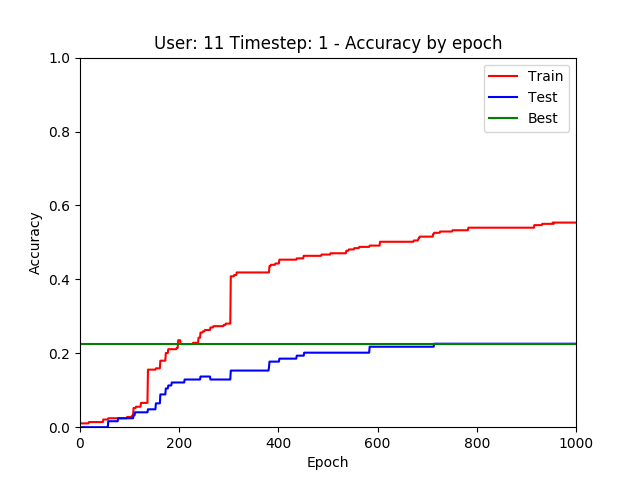 User: 11 Timestep: 1 - Accuracy by epoch
1.0
0.8
0.6
0.4
0.2
0.0
Accuracy
Train
Test
Best
0 200 400 600 800 1000
Epoch